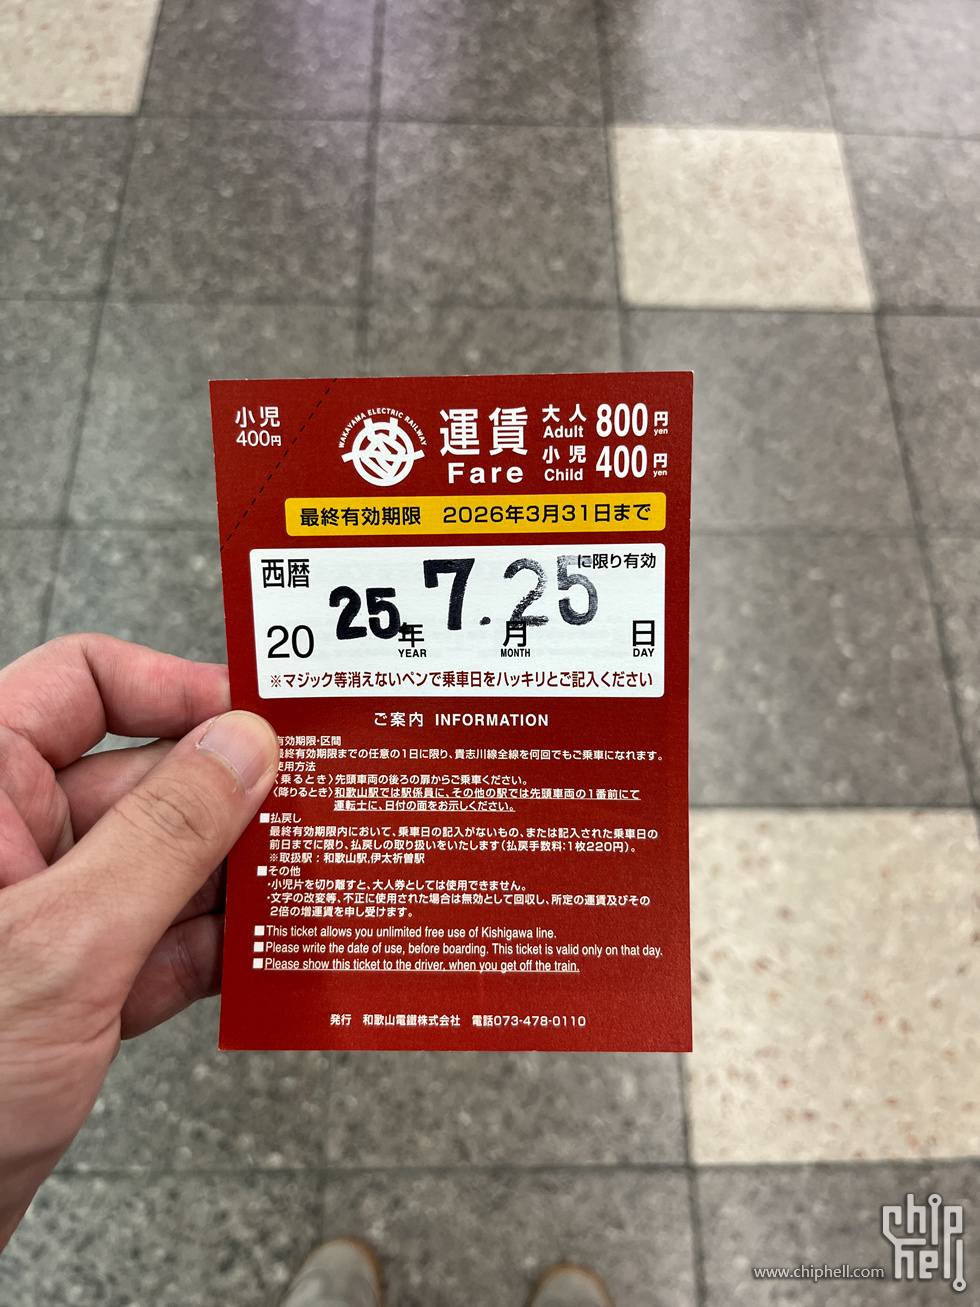 小児
400円
WAKAYAMA ELECTRIC RAILWAY
運賃
Fare
大人 800円
Adult yen
小児 400円
Child yen
最終有効期限 2026年3月31日まで
西暦
に限り有効
20 25. 年 7. 月 25 日
YEAR MONTH DAY
※マジック等消えないペンで乗車日をハッキリとご記入ください
ご案内 INFORMATION
有効期限・区間
最終有効期限までの任意の1日に限り、貴志川線全線を何回でもご乗車になれます。
使用方法
〈乗るとき〉先頭車両の後ろの扉からご乗車ください。
〈降りるとき〉和歌山駅では駅係員に、その他の駅では先頭車両の1番前にて
運転士に、日付の面をお示しください。
■払戻し
最終有効期限内において、乗車日の記入がないもの、または記入された乗車日の
前日までに限り、払戻しの取り扱いをいたします(払戻手数料:1枚220円)。
※取扱駅:和歌山駅,伊太祈曽駅
■その他
・小児片を切り離すと、大人券としては使用できません。
・文字の改変等、不正に使用された場合は無効として回収し、所定の運賃及びその
2倍の増運賃を申し受けます。
■This ticket allows you unlimited free use of Kishigawa line.
■Please write the date of use, before boarding. This ticket is valid only on that day.
■Please show this ticket to the driver, when you get off the train.
発行 和歌山電鐵株式会社 電話073-478-0110
chip
hell
www.chiphell.com